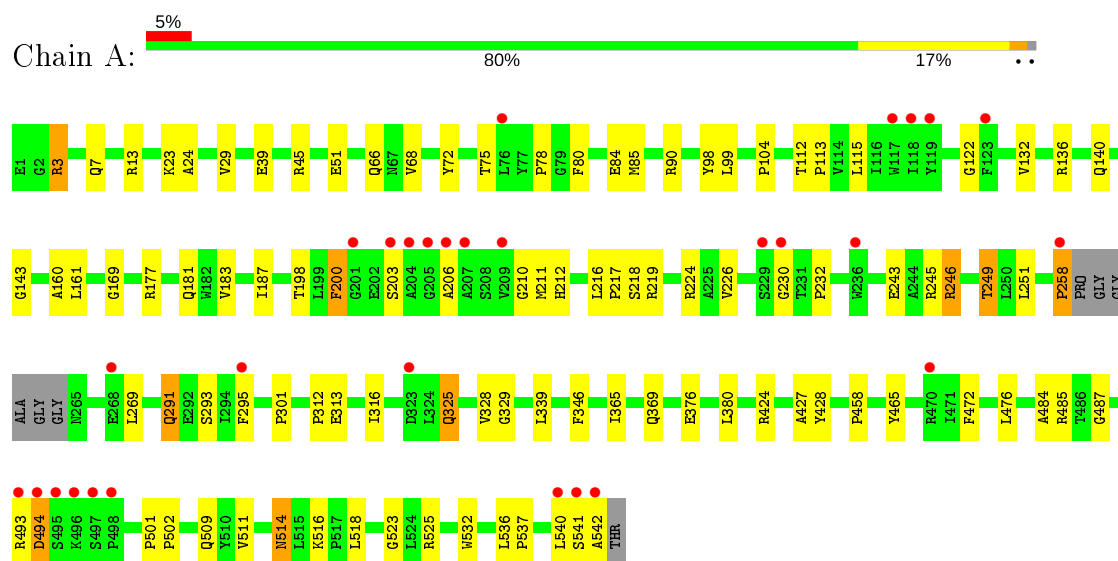 5%
Chain A:
80% 17% • •
E1 G2 R3 Q7 R13 K23 A24 V29 E39 R45 E51 Q66 N67 V68 Y72 T75 L76 Y77 P78 G79 F80 E84 M85 R90 Y98 L99 P104 T112 P113 V114 L115 I116 W117 I118 Y119 G122 F123 V132 R136 Q140
G143 A160 L161 G169 R177 Q181 W182 V183 I187 T198 L199 F200 G201 E202 S203 A204 G205 A206 A207 S208 V209 G210 M211 H212 L216 P217 S218 R219 R224 A225 V226 S229 G230 T231 P232 W236 E243 A244 R245 R246 T249 L250 L251 P258 PRO GLY GLY
ALA GLY GLY N265 E268 L269 Q291 E292 S293 I294 F295 P301 P312 E313 I316 D323 L324 Q325 V328 G329 L339 F346 I365 Q369 E376 L380 R424 A427 Y428 P458 Y465 R470 I471 F472 L476 A484 R485 T486 G487
R493 D494 S495 K496 S497 P498 P501 P502 Q509 Y510 V511 N514 L515 K516 P517 L518 G523 L524 R525 W532 L536 P537 L540 S541 A542 THR